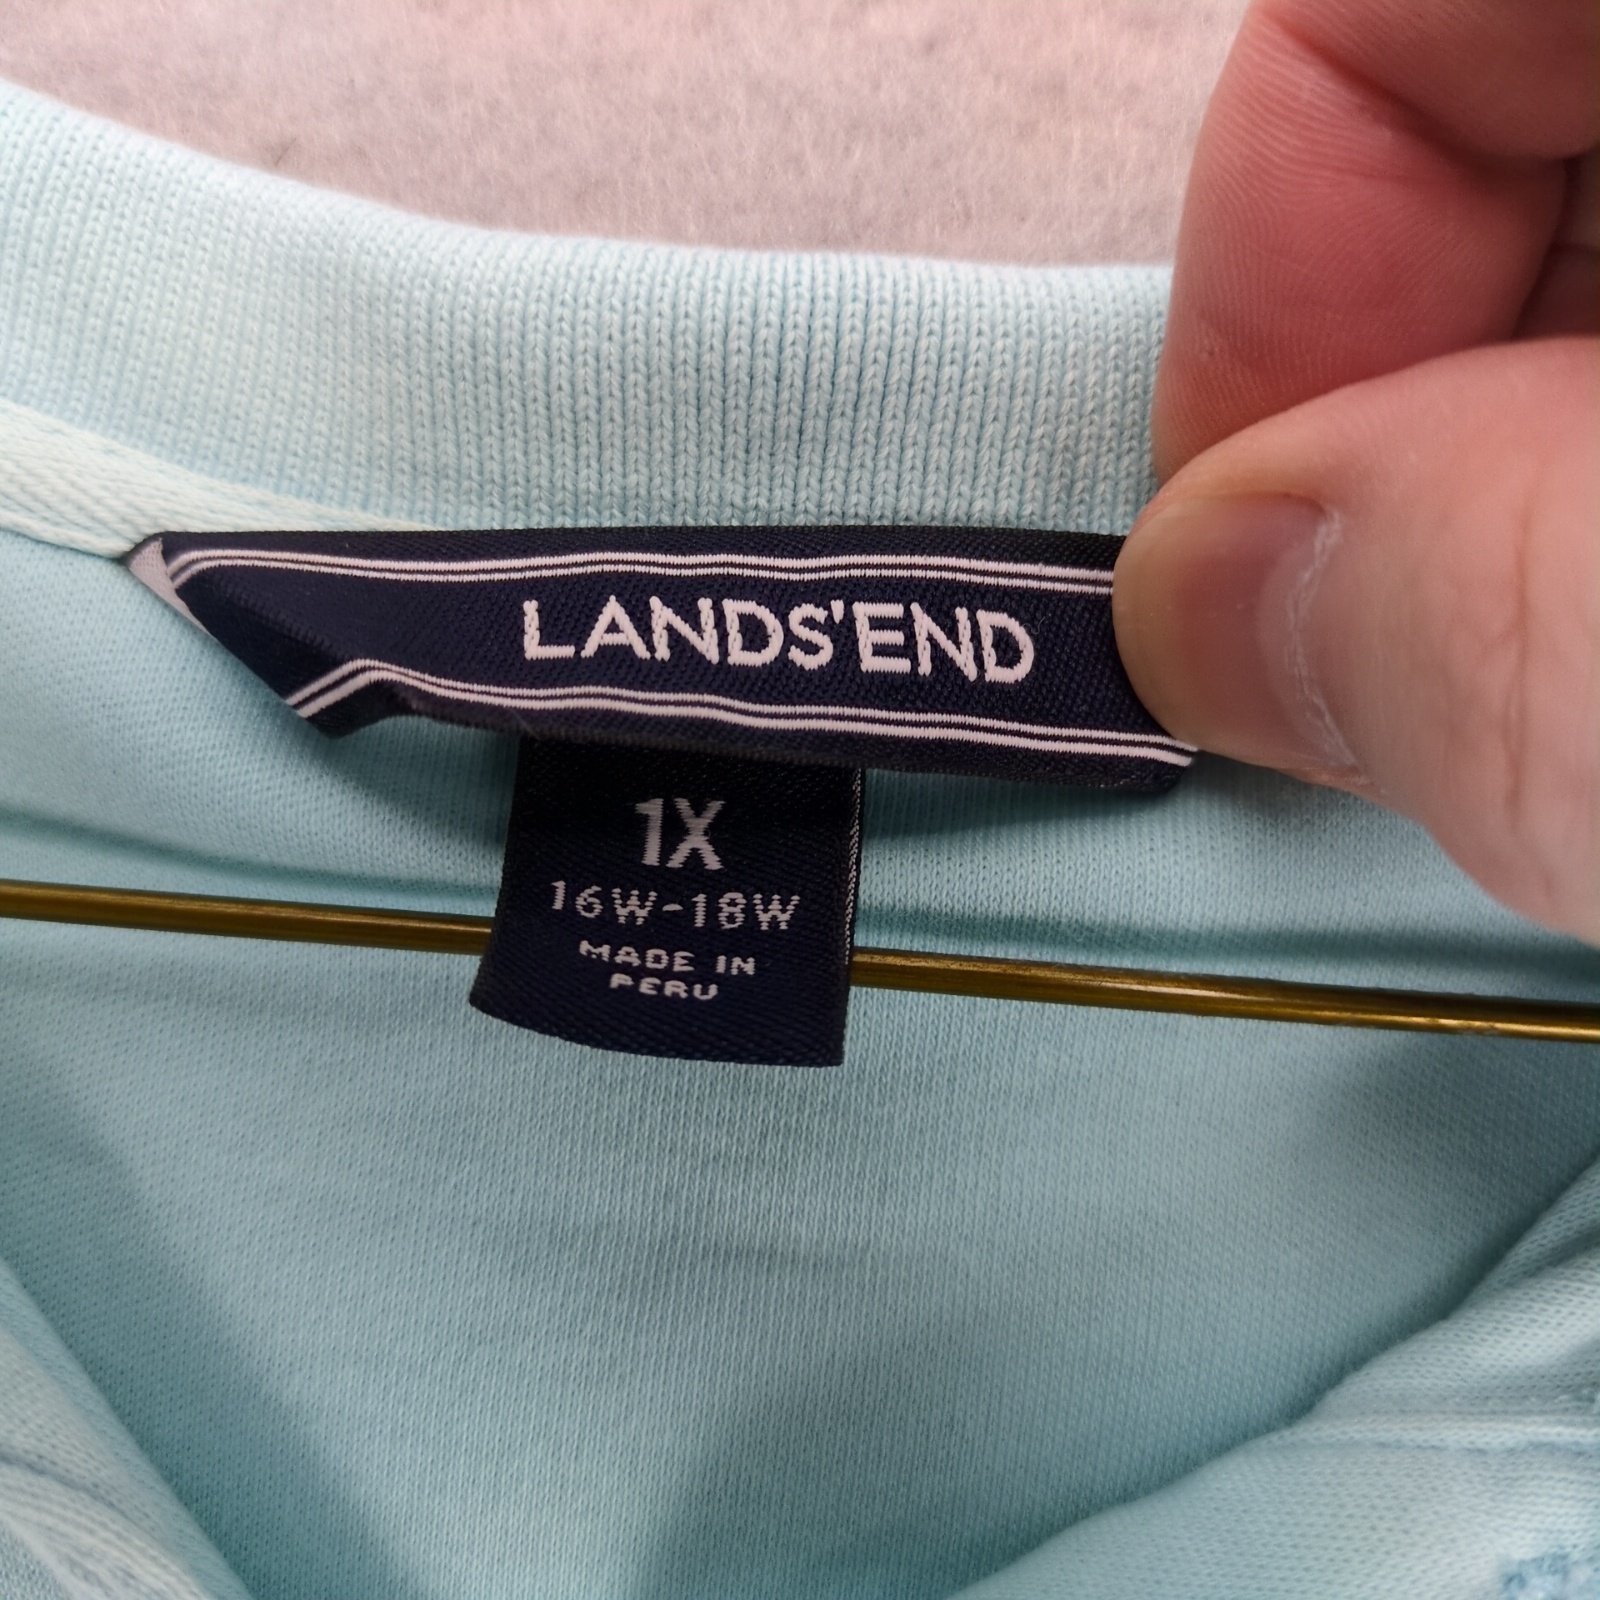 LANDS'END
1X
16W-18W
MADE IN
PERU